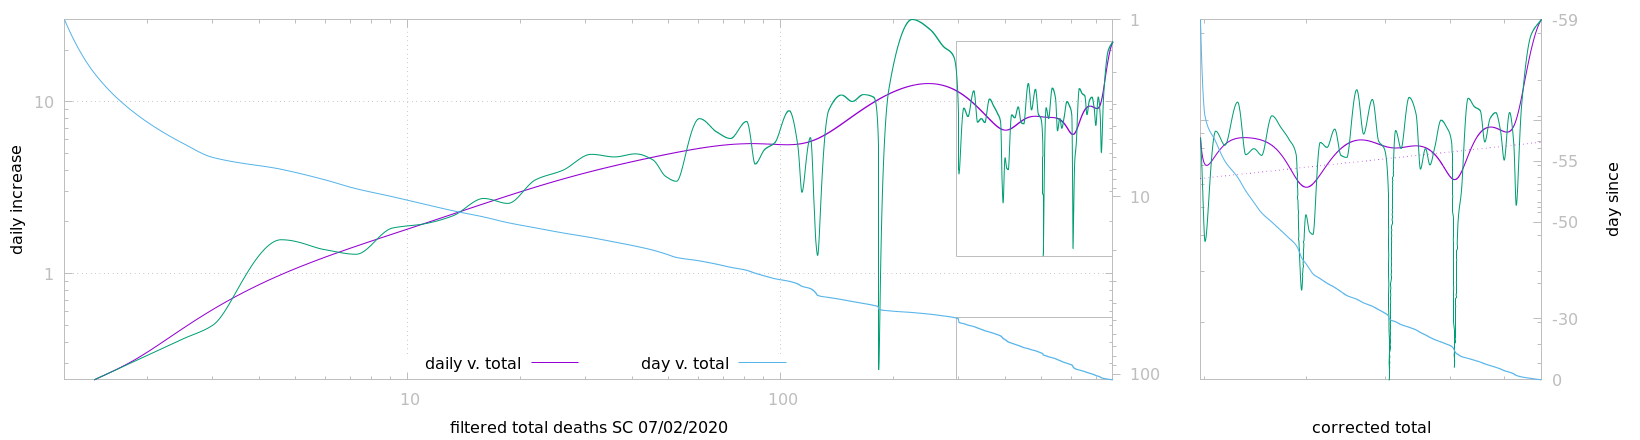 daily increase
10
1
daily v. total
day v. total
10
100
filtered total deaths SC 07/02/2020
1
10
100
-59
-55
-50
-30
0
day since
corrected total